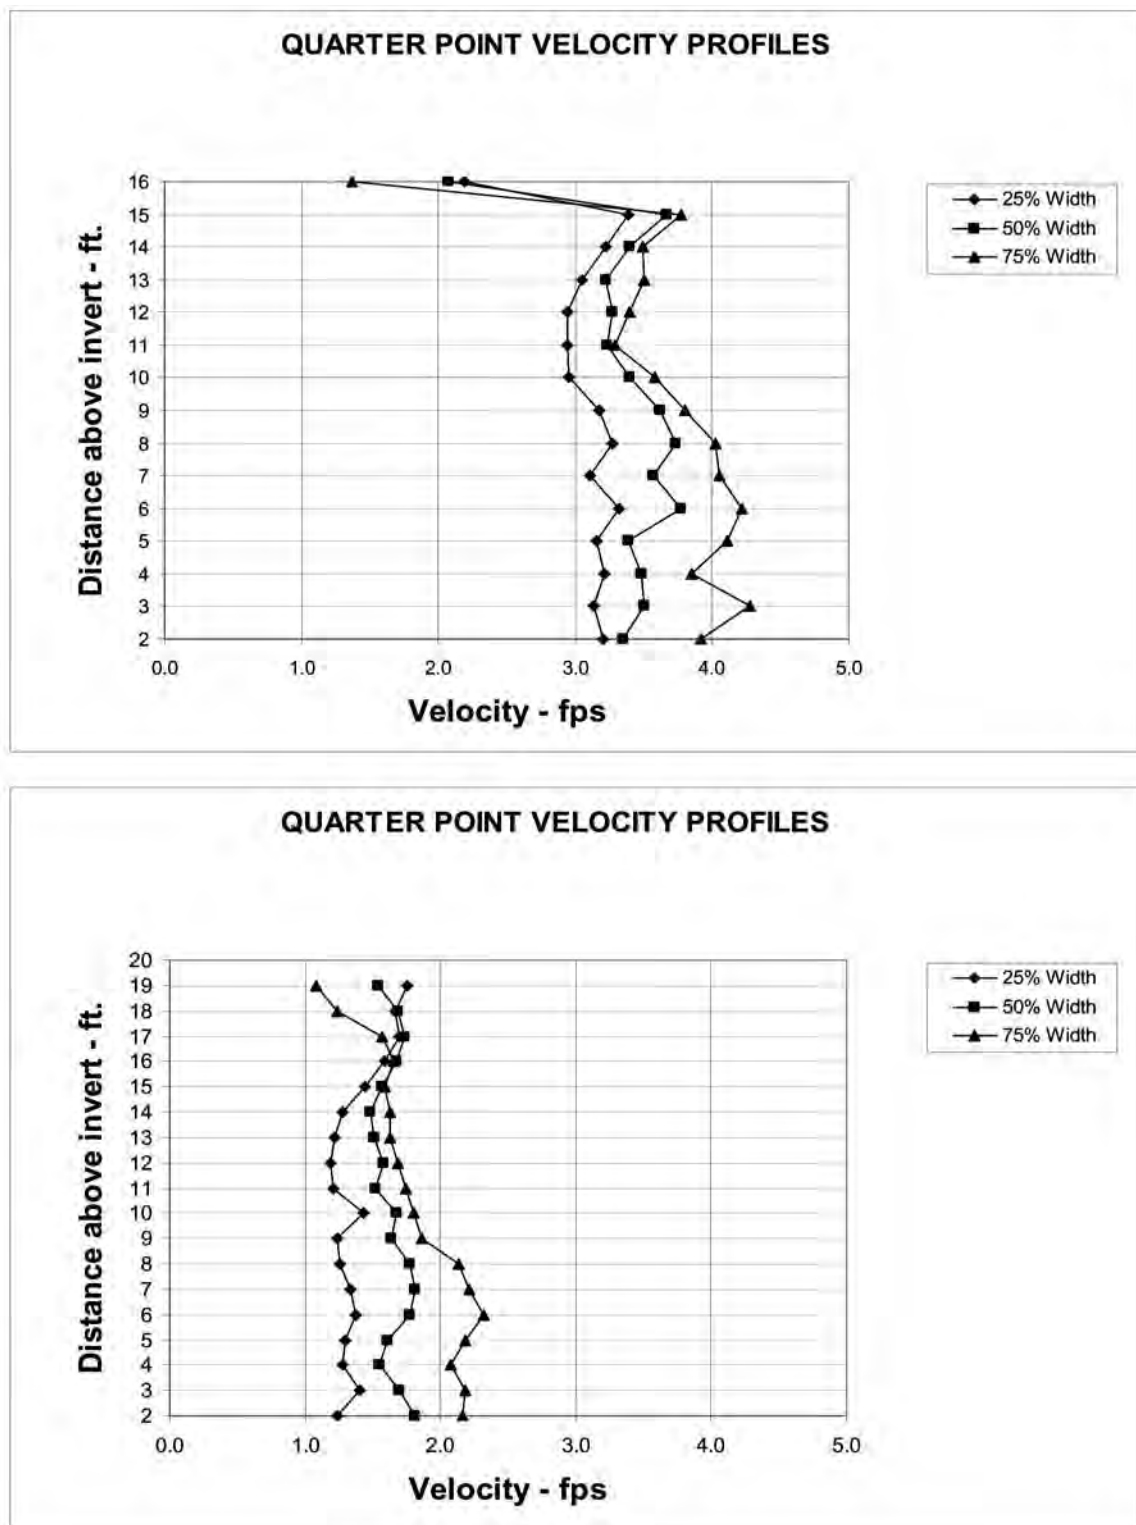 QUARTER POINT VELOCITY PROFILES
16
15
14
13
12
11
10
9
8
7
6
5
4
3
2
Distance above invert - ft.
0.0 1.0 2.0 3.0 4.0 5.0
Velocity - fps
25% Width
50% Width
75% Width
QUARTER POINT VELOCITY PROFILES
20
19
18
17
16
15
14
13
12
11
10
9
8
7
6
5
4
3
2
Distance above invert - ft.
0.0 1.0 2.0 3.0 4.0 5.0
Velocity - fps
25% Width
50% Width
75% Width